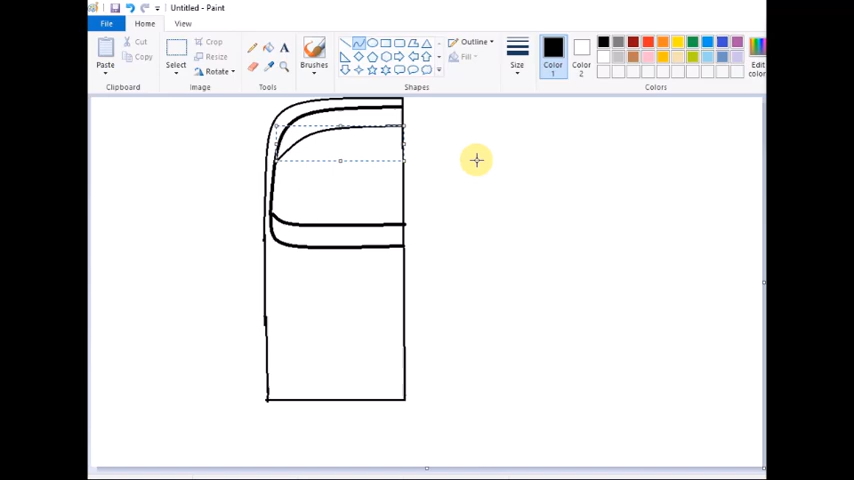 Untitled - Paint
File
Home
View
Paste
Cut
Copy
Clipboard
Select
Crop
Resize
Rotate
Image
A
Tools
Brushes
Shapes
Outline
Fill
Size
Color
1
Color
2
Colors
Edit